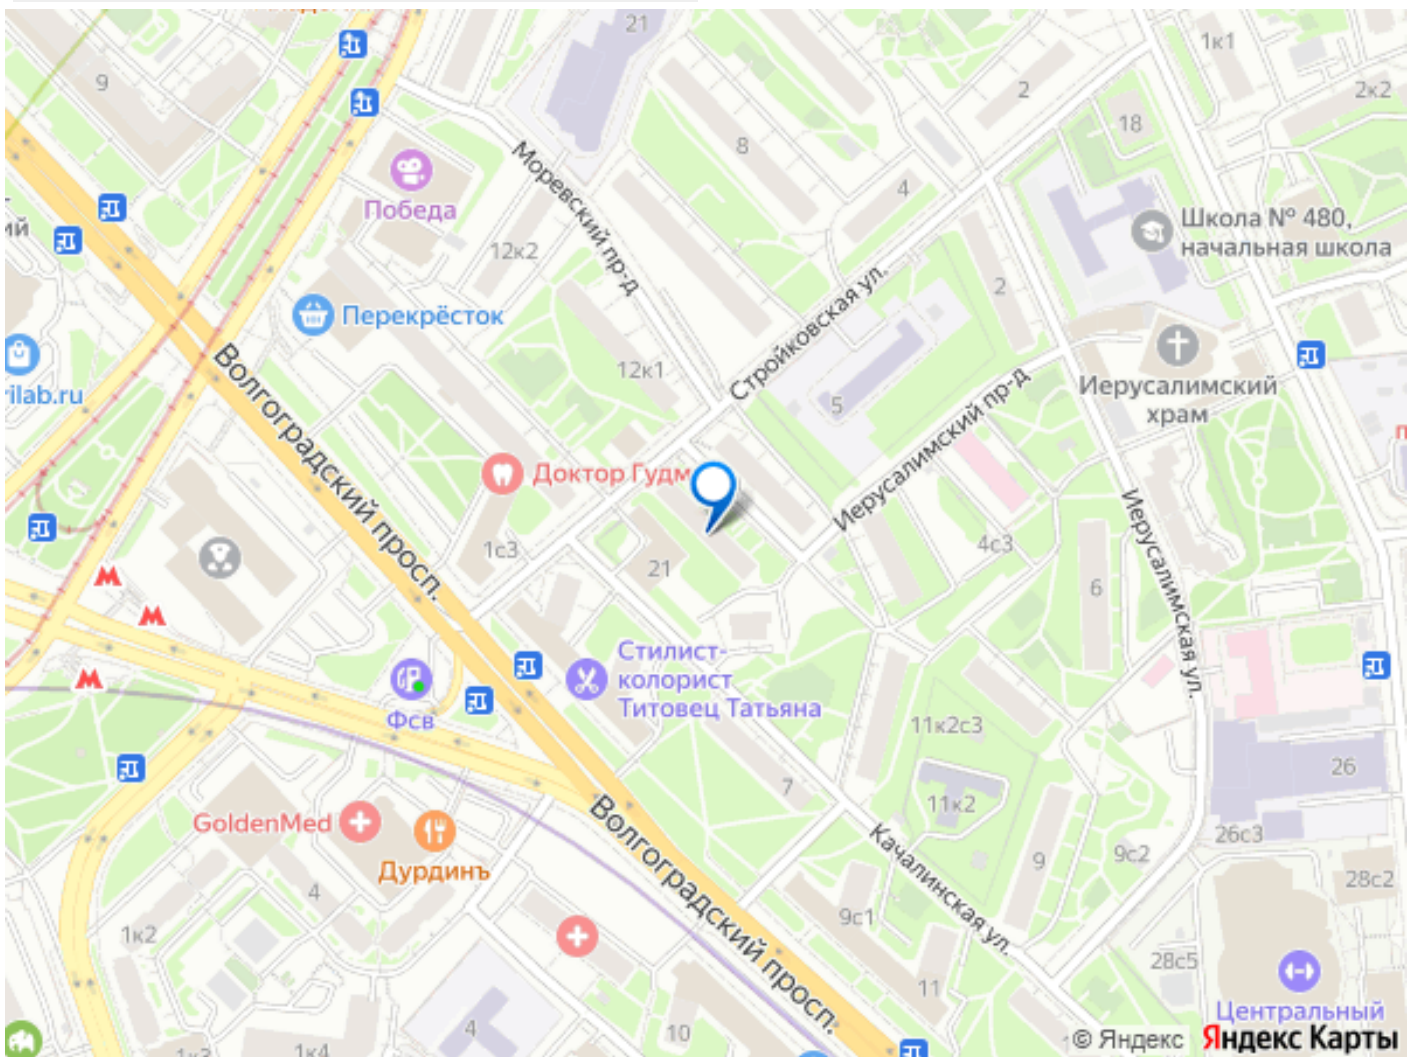 21
1к1
9
2
2к2
18
8
Моревский пр-д
Победа
4
Школа № 480,
начальная школа
ий
12к2
Стройковская ул.
2
Перекрёсток
Волгоградский просп.
12к1
Иерусалимский
храм
rilab.ru
5
Иерусалимский пр-д
Доктор Гудм
Иерусалимская ул.
1с3
4с3
21
6
М
М
М
Стилист-
колорист
Титовец Татьяна
Фсв
11к2с3
26
7
11к2
GoldenMed
Дурдинъ
Волгоградский просп.
Качалинская ул.
26с3
9
9с2
4
28с2
9с1
1к2
28с5
11
Центральный
4
10
1к3
1к4
© Яндекс Яндекс Карты